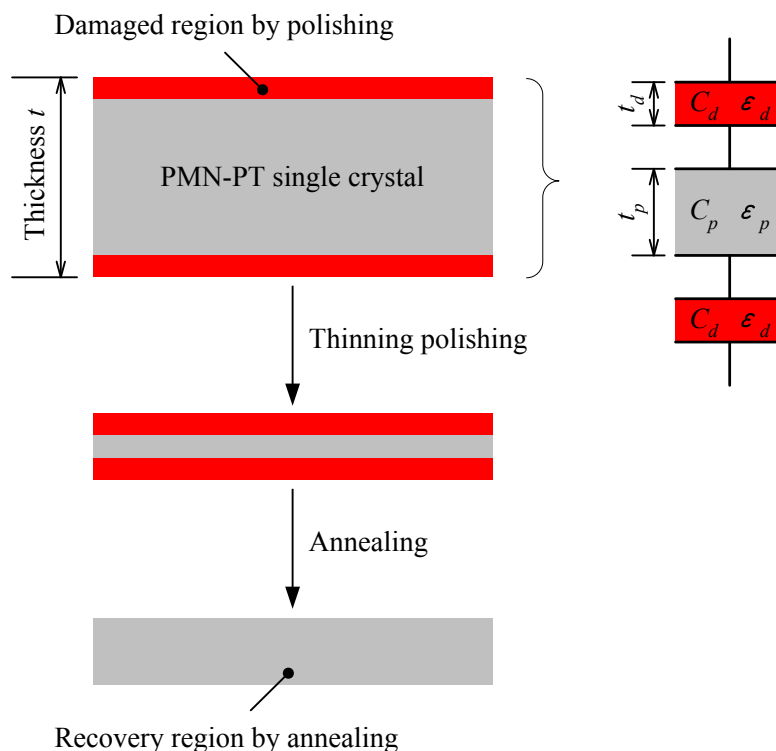 Damaged region by polishing
Thickness t
PMN-PT single crystal
t_d
C_d ε_d
t_p
C_p ε_p
C_d ε_d
Thinning polishing
Annealing
Recovery region by annealing